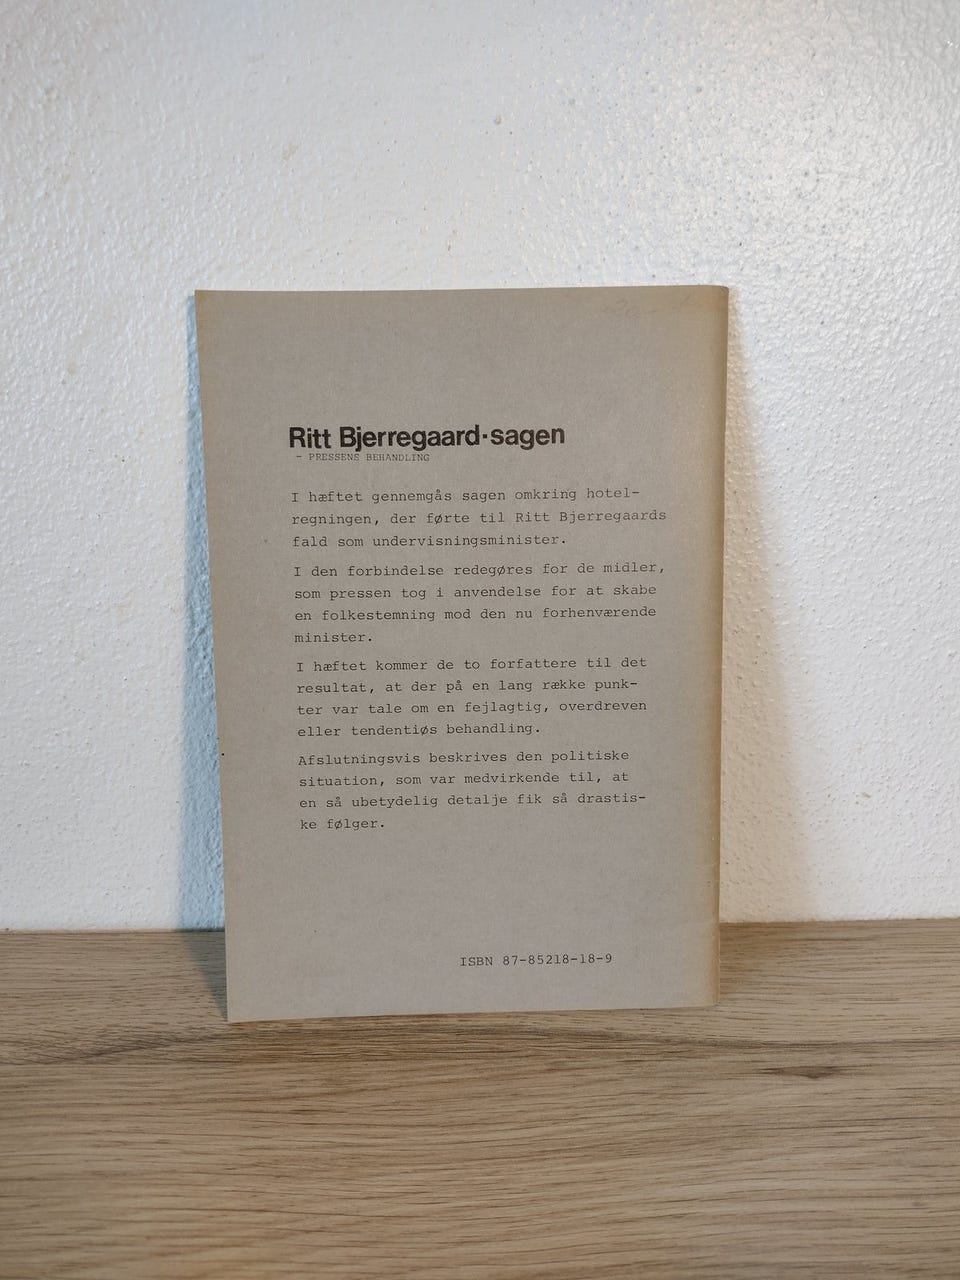 Ritt Bjerregaard-sagen
- PRESSENS BEHANDLING
I hæftet gennemgås sagen omkring hotel-
regningen, der førte til Ritt Bjerregaards
fald som undervisningsminister.
I den forbindelse redegøres for de midler,
som pressen tog i anvendelse for at skabe
en folkestemning mod den nu forhenværende
minister.
I hæftet kommer de to forfattere til det
resultat, at der på en lang række punk-
ter var tale om en fejlagtig, overdreven
eller tendentiøs behandling.
Afslutningsvis beskrives den politiske
situation, som var medvirkende til, at
en så ubetydelig detalje fik så drastis-
ke følger.
ISBN 87-85218-18-9